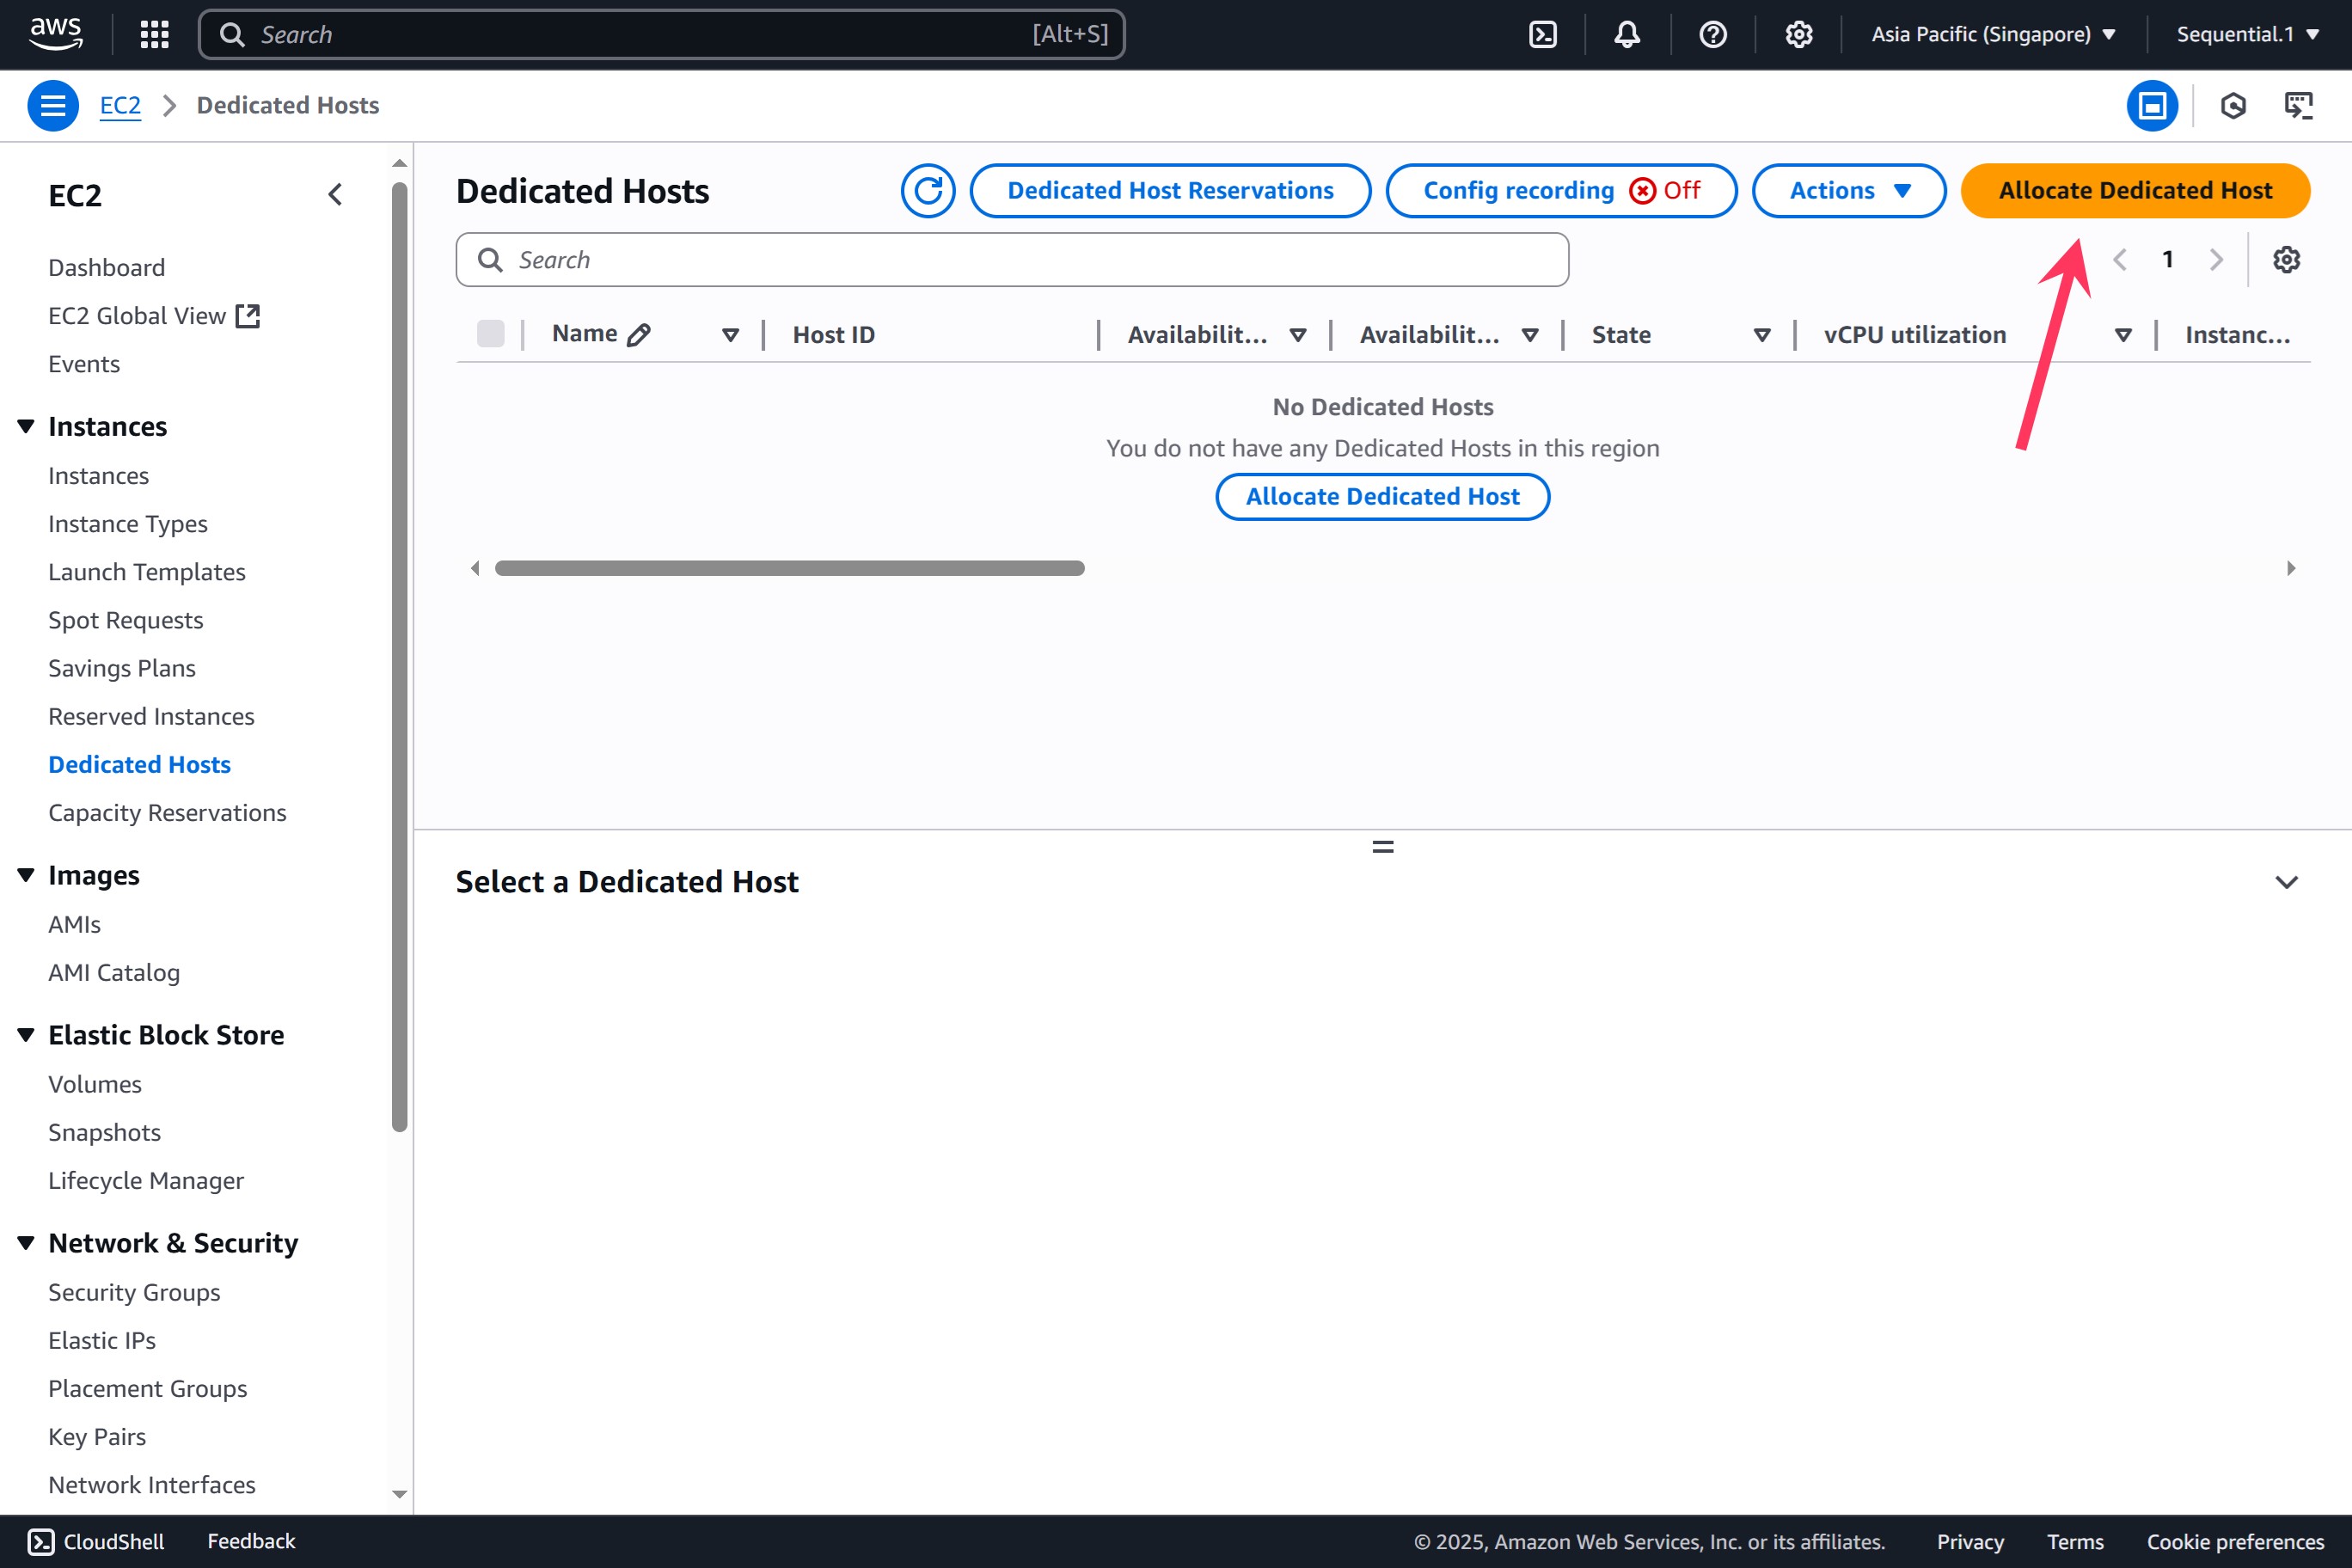 aws
Search [Alt+S]
Asia Pacific (Singapore)
Sequential.1
EC2
Dedicated Hosts
EC2
Dashboard
EC2 Global View
Events
Instances
Instances
Instance Types
Launch Templates
Spot Requests
Savings Plans
Reserved Instances
Dedicated Hosts
Capacity Reservations
Images
AMIs
AMI Catalog
Elastic Block Store
Volumes
Snapshots
Lifecycle Manager
Network & Security
Security Groups
Elastic IPs
Placement Groups
Key Pairs
Network Interfaces
Dedicated Hosts
Dedicated Host Reservations
Config recording Off
Actions
Allocate Dedicated Host
Search
1
Name Host ID Availabilit... Availabilit... State vCPU utilization Instanc...
No Dedicated Hosts
You do not have any Dedicated Hosts in this region
Allocate Dedicated Host
Select a Dedicated Host
CloudShell Feedback © 2025, Amazon Web Services, Inc. or its affiliates. Privacy Terms Cookie preferences